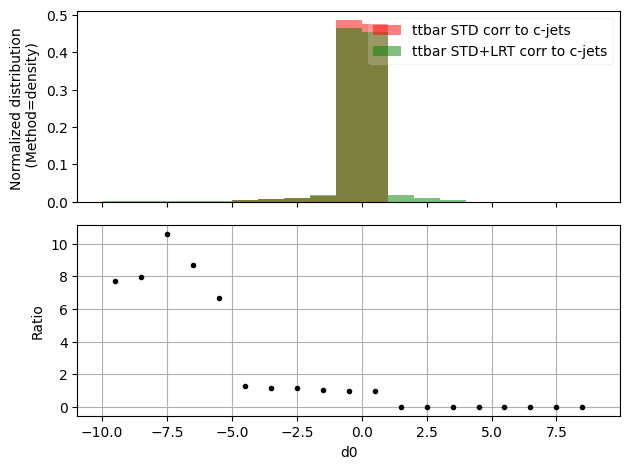 0.5
0.4
0.3
0.2
0.1
0.0
Normalized distribution
(Method=density)
ttbar STD corr to c-jets
ttbar STD+LRT corr to c-jets
10
8
6
4
2
0
Ratio
−10.0 −7.5 −5.0 −2.5 0.0 2.5 5.0 7.5
d0